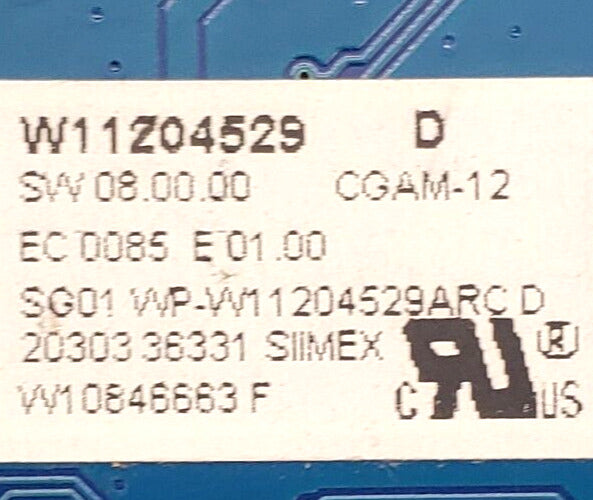 W11204529 D
SW 08.00.00 CGAM-12
EC 0085 E 01.00
SG01 WP-W11204529ARC D
20303 36331 SIIMEX
W10846663 F
C US